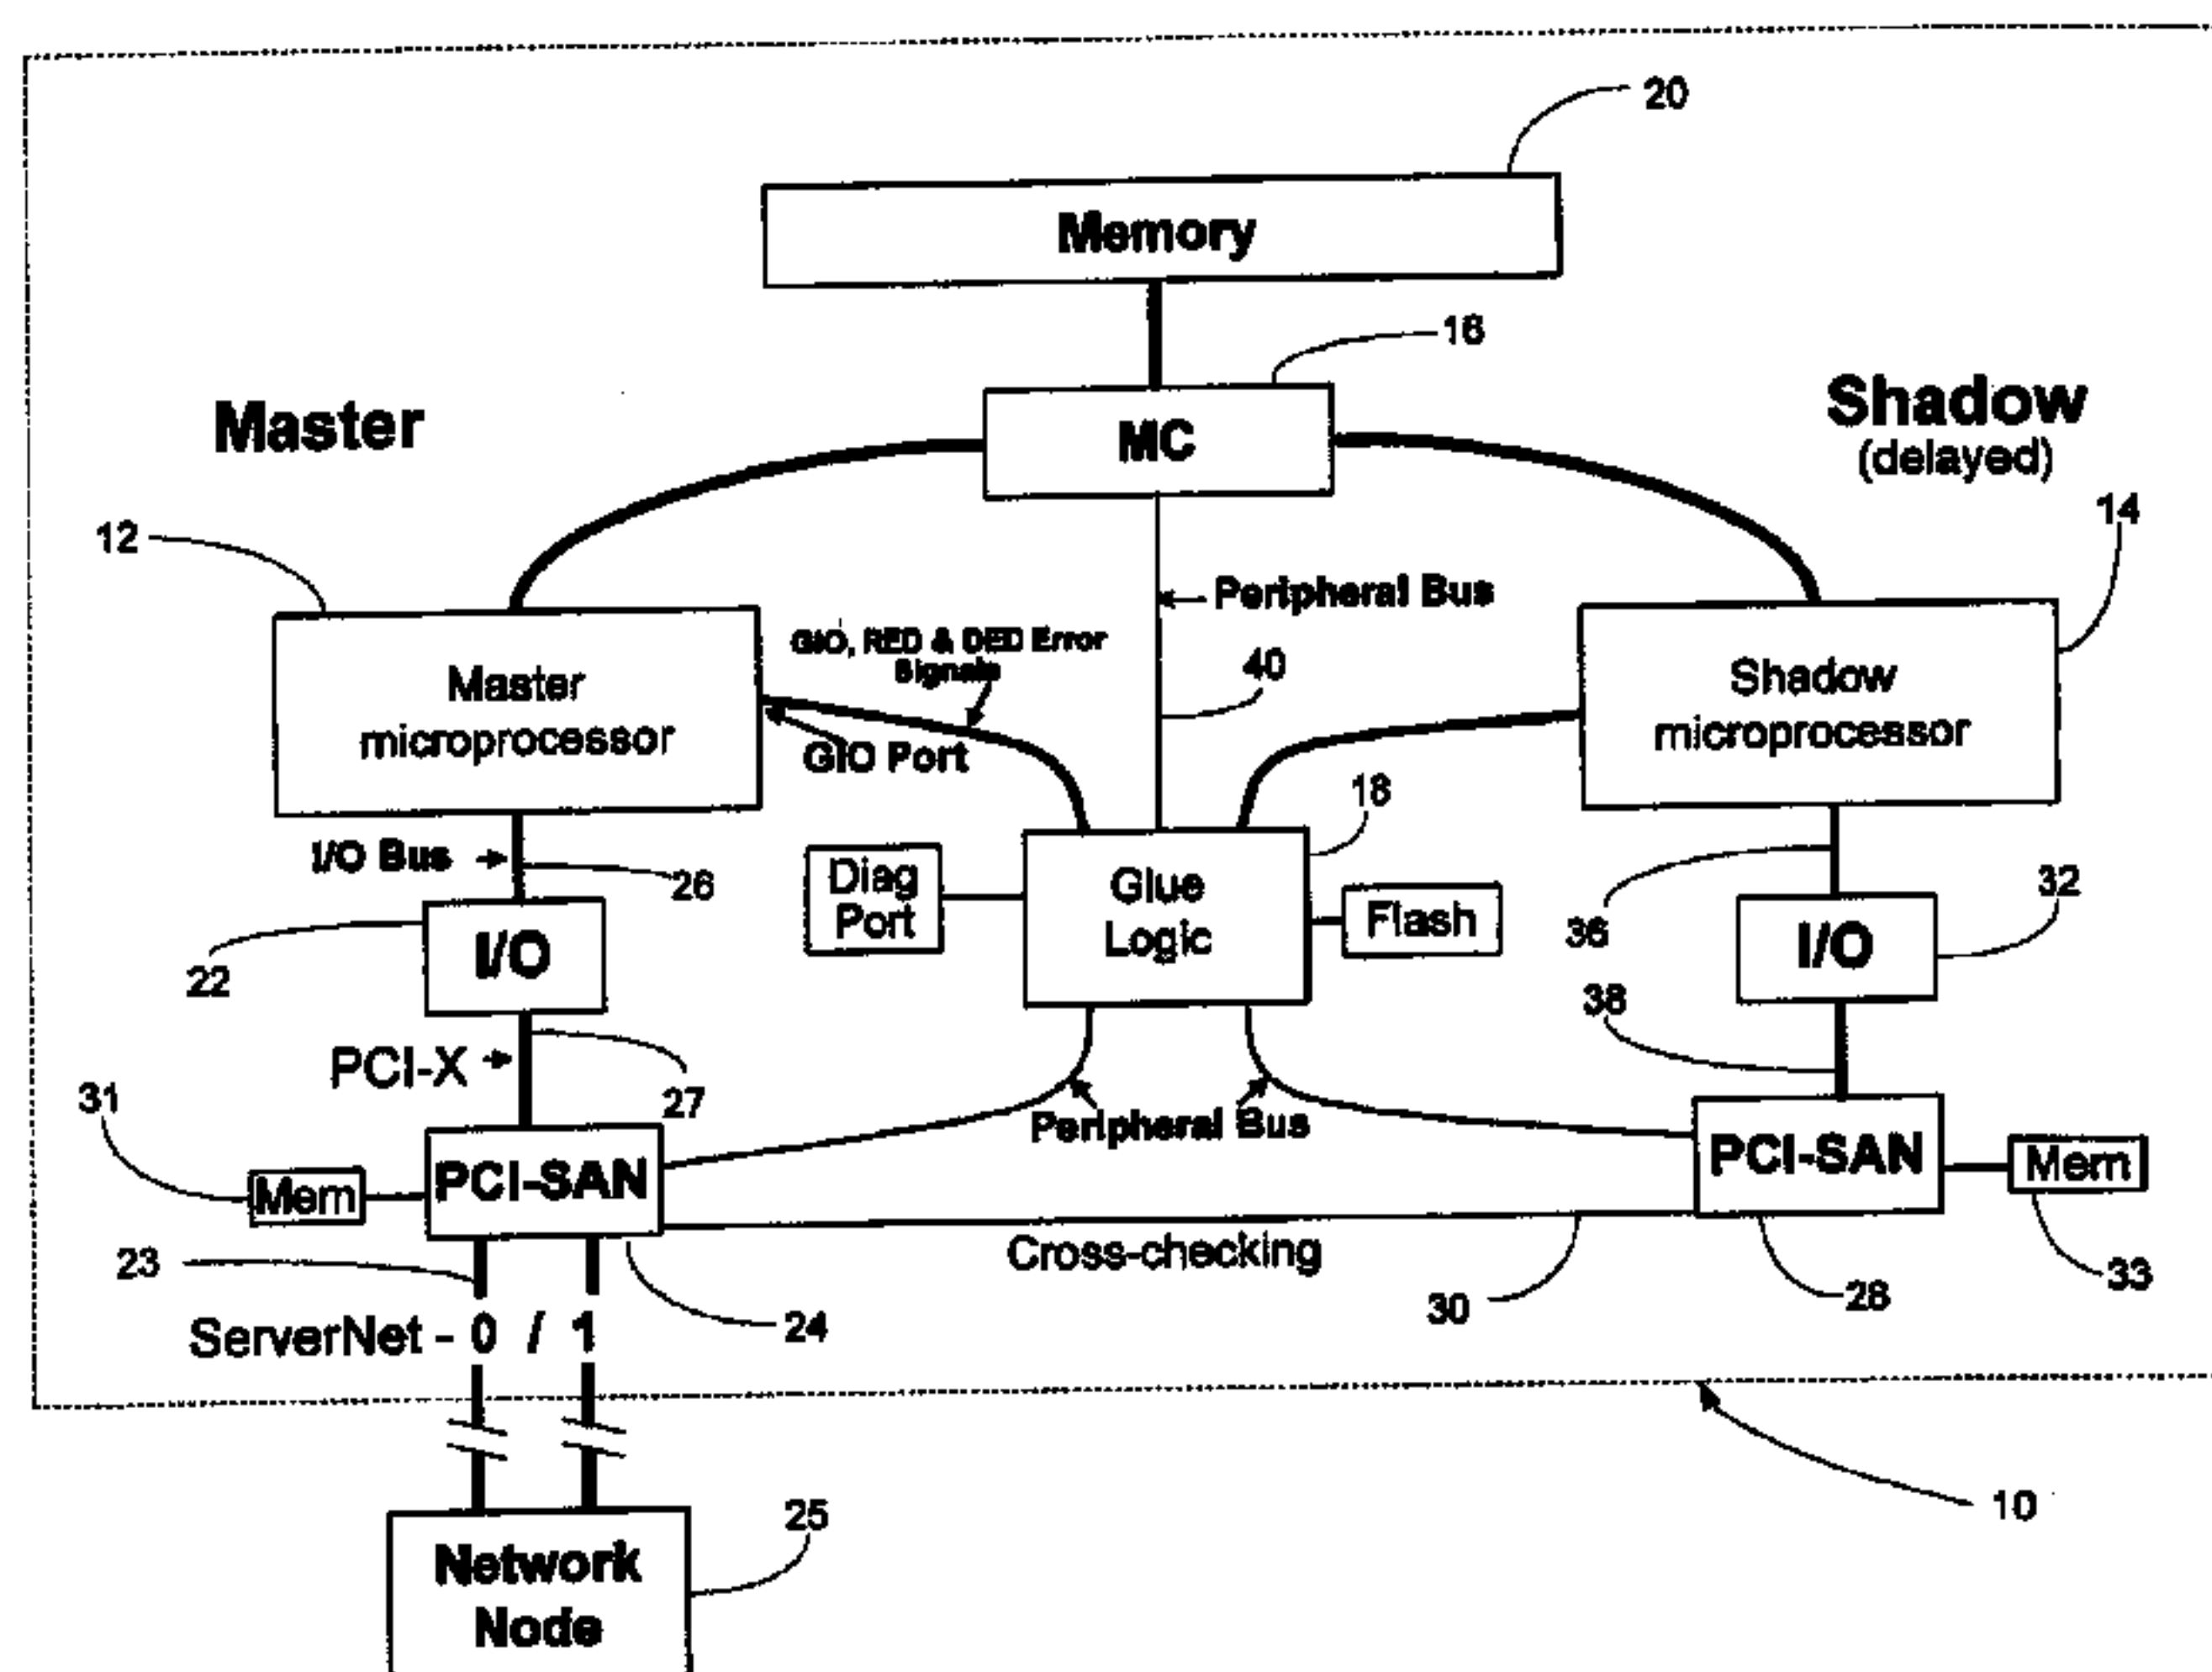 20
Memory
16
Master
MC
Shadow
(delayed)
12
14
Peripheral Bus
GIO, RED & DED Error
Signals
40
Master
microprocessor
Shadow
microprocessor
GIO Port
18
I/O Bus
26
Diag
Port
Glue
Logic
Flash
32
22
I/O
36
I/O
38
PCI-X
27
31
Peripheral Bus
PCI-SAN
Mem
PCI-SAN
Mem
23
Cross-checking
33
ServerNet - 0 / 1
24
30
28
10
25
Network
Node